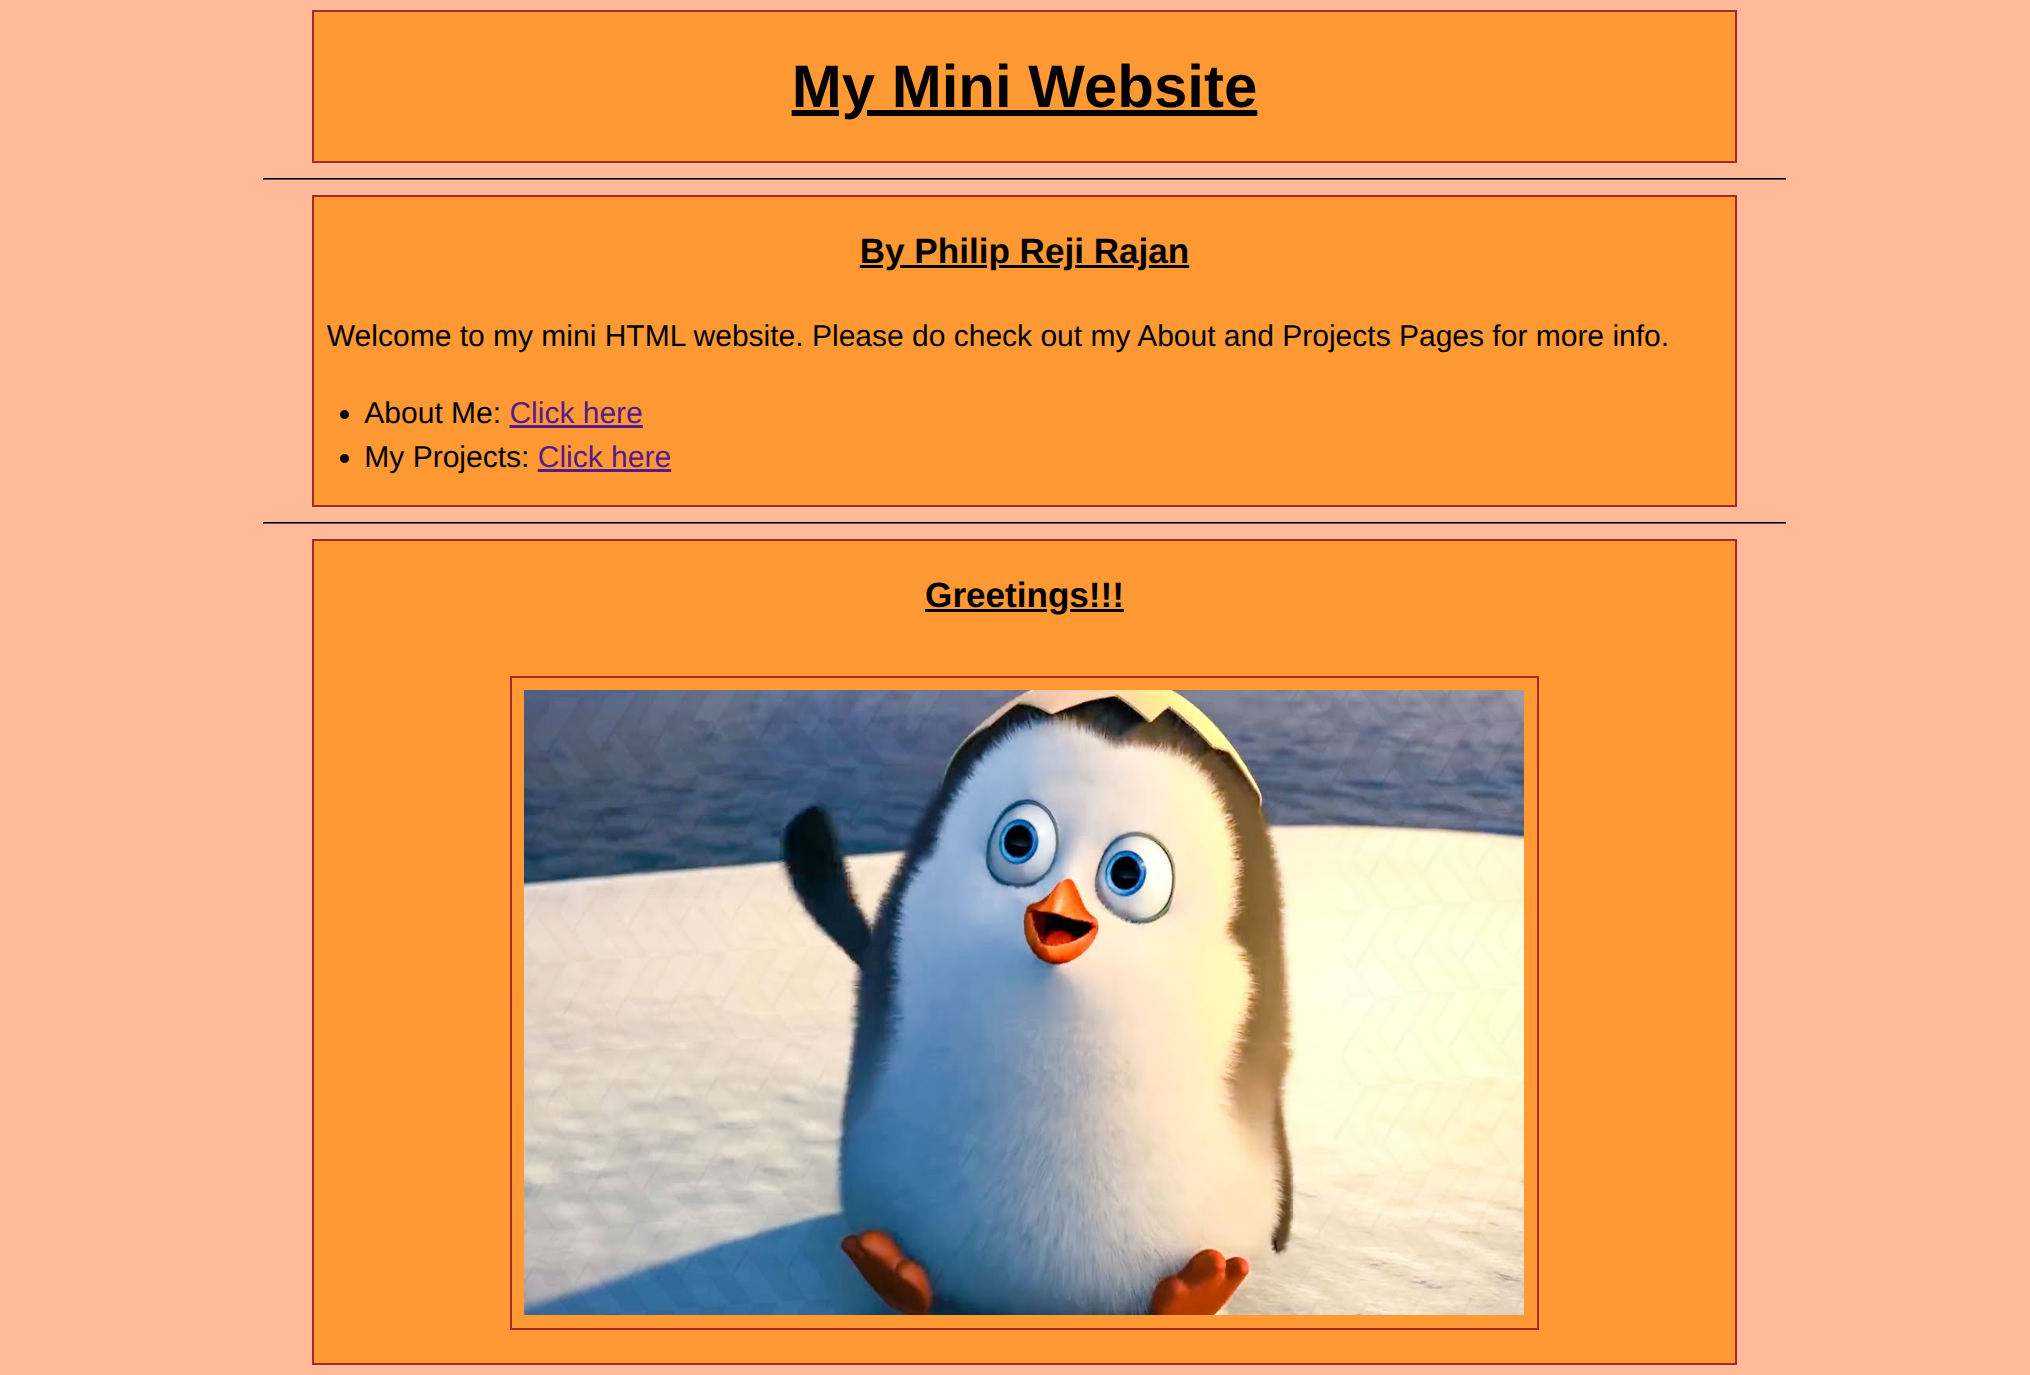 My Mini Website
By Philip Reji Rajan
Welcome to my mini HTML website. Please do check out my About and Projects Pages for more info.
• About Me: Click here
• My Projects: Click here
Greetings!!!